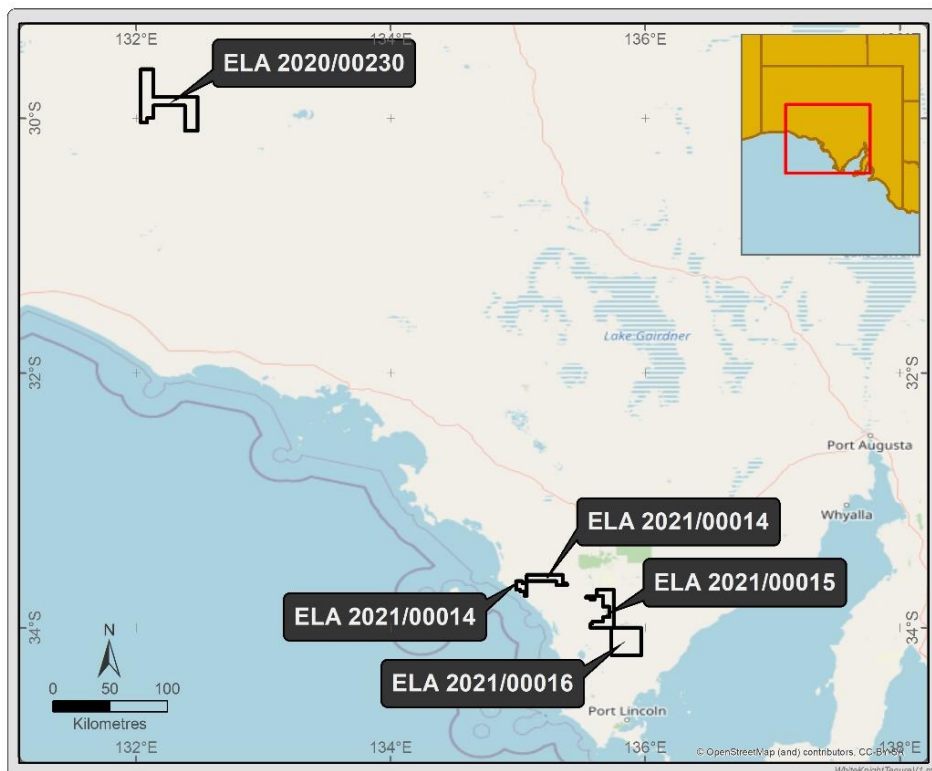 132°E
134°E
136°E
ELA 2020/00230
30°S
30°S
Lake Gairdner
32°S
32°S
Port Augusta
Whyalla
ELA 2021/00014
ELA 2021/00015
ELA 2021/00014
34°S
34°S
ELA 2021/00016
N
0 50 100
Kilometres
Port Lincoln
132°E
134°E
136°E
138°E
© OpenStreetMap (and) contributors, CC-BY-SA